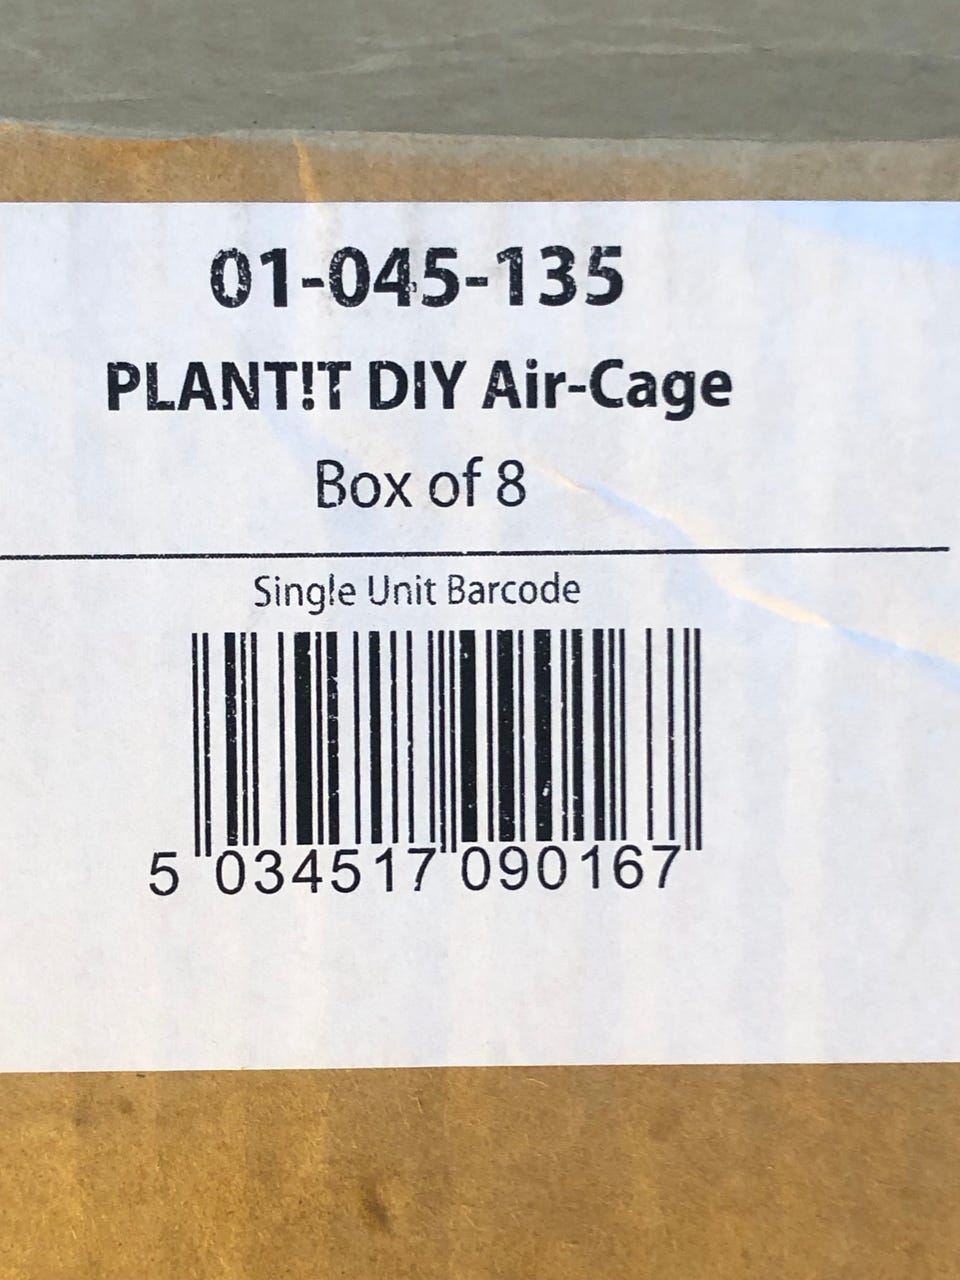 01-045-135
PLANT!T DIY Air-Cage
Box of 8
Single Unit Barcode
5 034517 090167